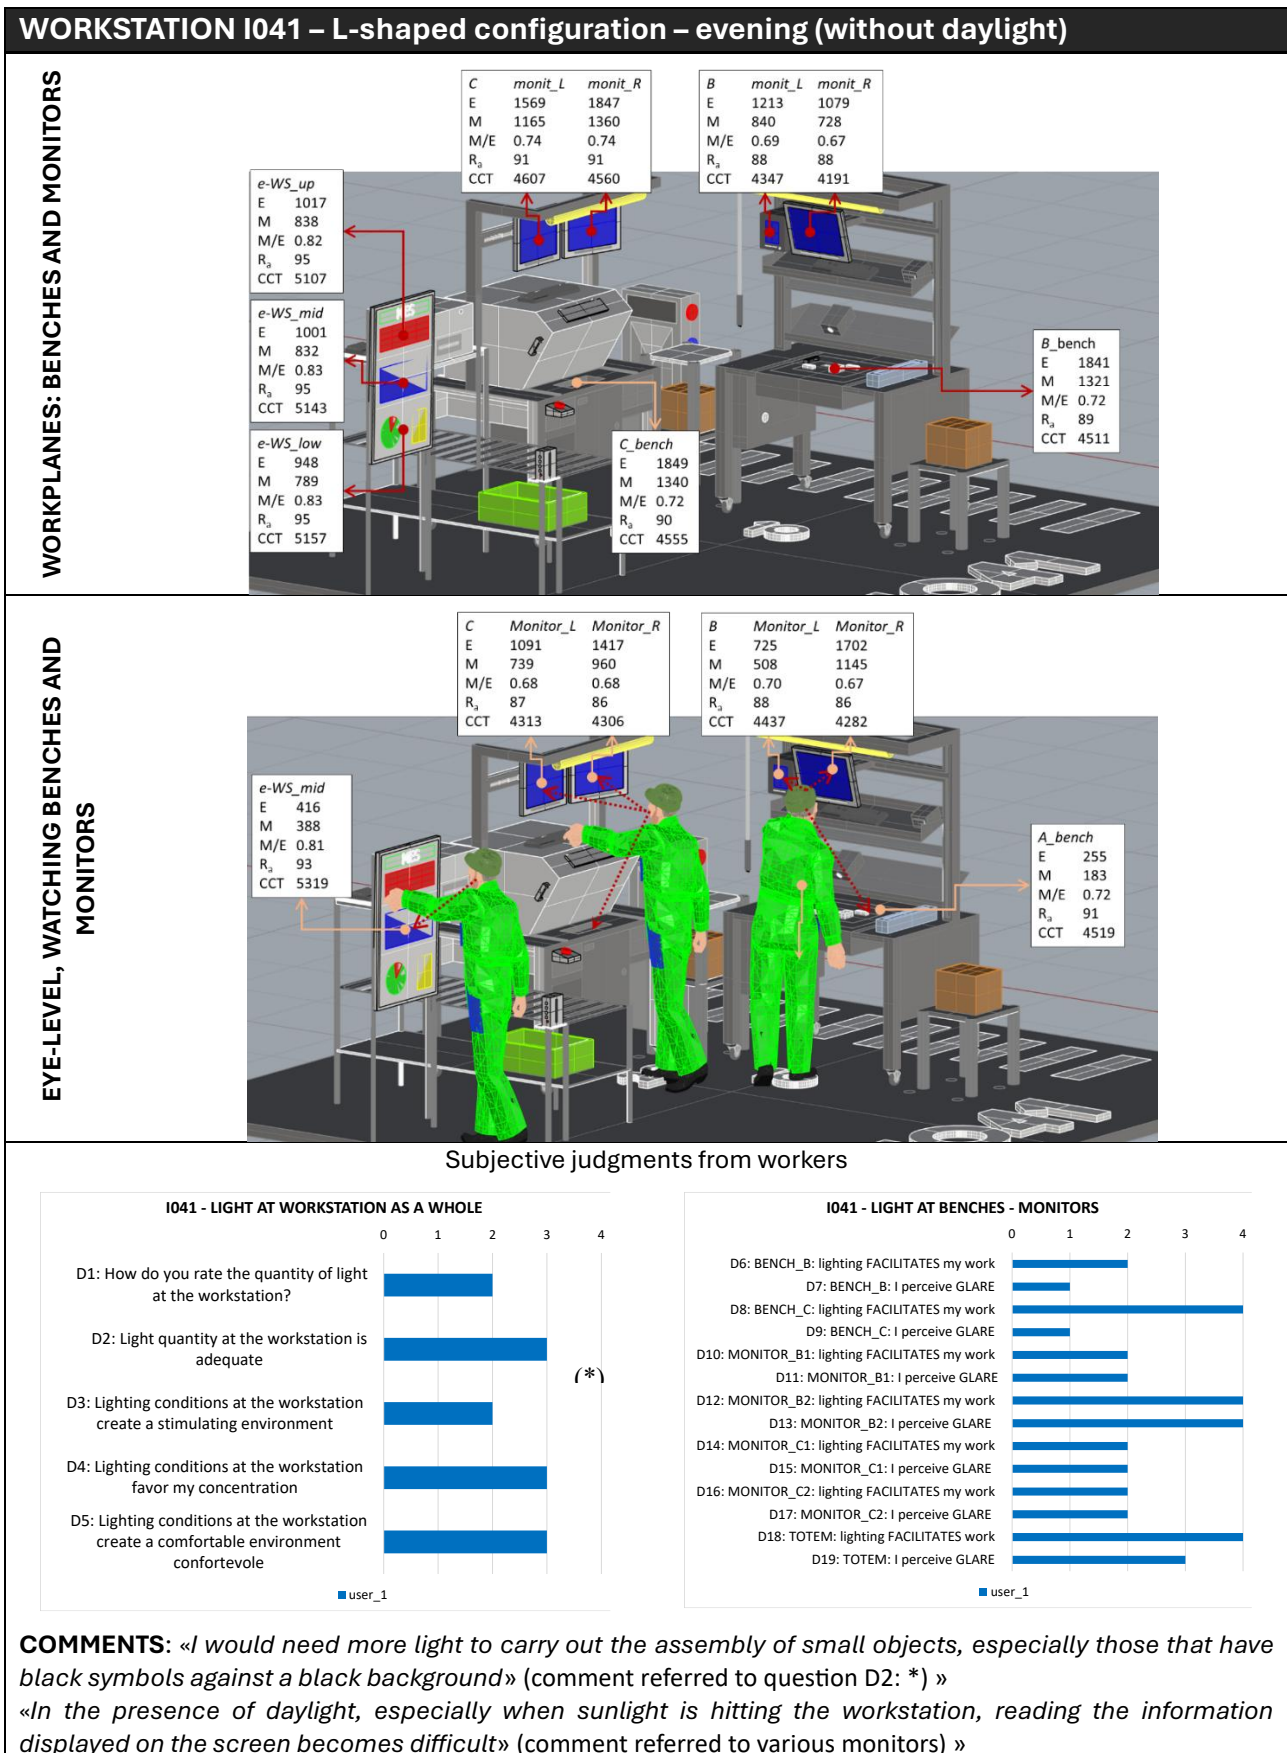 WORKSTATION I041 – L-shaped configuration – evening (without daylight)
WORKPLANES: BENCHES AND MONITORS
C monit_L monit_R
E 1569 1847
M 1165 1360
M/E 0.74 0.74
Ra 91 91
CCT 4607 4560
B monit_L monit_R
E 1213 1079
M 840 728
M/E 0.69 0.67
Ra 88 88
CCT 4347 4191
e-WS_up
E 1017
M 838
M/E 0.82
Ra 95
CCT 5107
e-WS_mid
E 1001
M 832
M/E 0.83
Ra 95
CCT 5143
e-WS_low
E 948
M 789
M/E 0.83
Ra 95
CCT 5157
C_bench
E 1849
M 1340
M/E 0.72
Ra 90
CCT 4555
B_bench
E 1841
M 1321
M/E 0.72
Ra 89
CCT 4511
EYE-LEVEL, WATCHING BENCHES AND
MONITORS
C Monitor_L Monitor_R
E 1091 1417
M 739 960
M/E 0.68 0.68
Ra 87 86
CCT 4313 4306
B Monitor_L Monitor_R
E 725 1702
M 508 1145
M/E 0.70 0.67
Ra 88 86
CCT 4437 4282
e-WS_mid
E 416
M 388
M/E 0.81
Ra 93
CCT 5319
A_bench
E 255
M 183
M/E 0.72
Ra 91
CCT 4519
Subjective judgments from workers
I041 - LIGHT AT WORKSTATION AS A WHOLE
0 1 2 3 4
D1: How do you rate the quantity of light
at the workstation?
D2: Light quantity at the workstation is
adequate
(*)
D3: Lighting conditions at the workstation
create a stimulating environment
D4: Lighting conditions at the workstation
favor my concentration
D5: Lighting conditions at the workstation
create a comfortable environment
confortevole
user_1
I041 - LIGHT AT BENCHES - MONITORS
0 1 2 3 4
D6: BENCH_B: lighting FACILITATES my work
D7: BENCH_B: I perceive GLARE
D8: BENCH_C: lighting FACILITATES my work
D9: BENCH_C: I perceive GLARE
D10: MONITOR_B1: lighting FACILITATES my work
D11: MONITOR_B1: I perceive GLARE
D12: MONITOR_B2: lighting FACILITATES my work
D13: MONITOR_B2: I perceive GLARE
D14: MONITOR_C1: lighting FACILITATES my work
D15: MONITOR_C1: I perceive GLARE
D16: MONITOR_C2: lighting FACILITATES my work
D17: MONITOR_C2: I perceive GLARE
D18: TOTEM: lighting FACILITATES work
D19: TOTEM: I perceive GLARE
user_1
COMMENTS: «I would need more light to carry out the assembly of small objects, especially those that have
black symbols against a black background» (comment referred to question D2: *) »
«In the presence of daylight, especially when sunlight is hitting the workstation, reading the information
displayed on the screen becomes difficult» (comment referred to various monitors) »